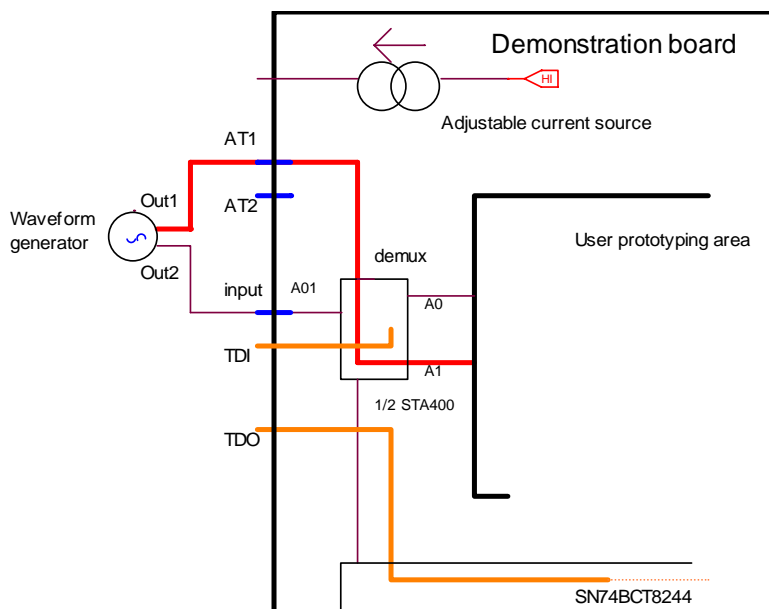 Demonstration board
HI
Adjustable current source
AT1
Out1
AT2
Waveform
generator
User prototyping area
Out2
demux
input
A01
A0
TDI
A1
1/2 STA400
TDO
SN74BCT8244